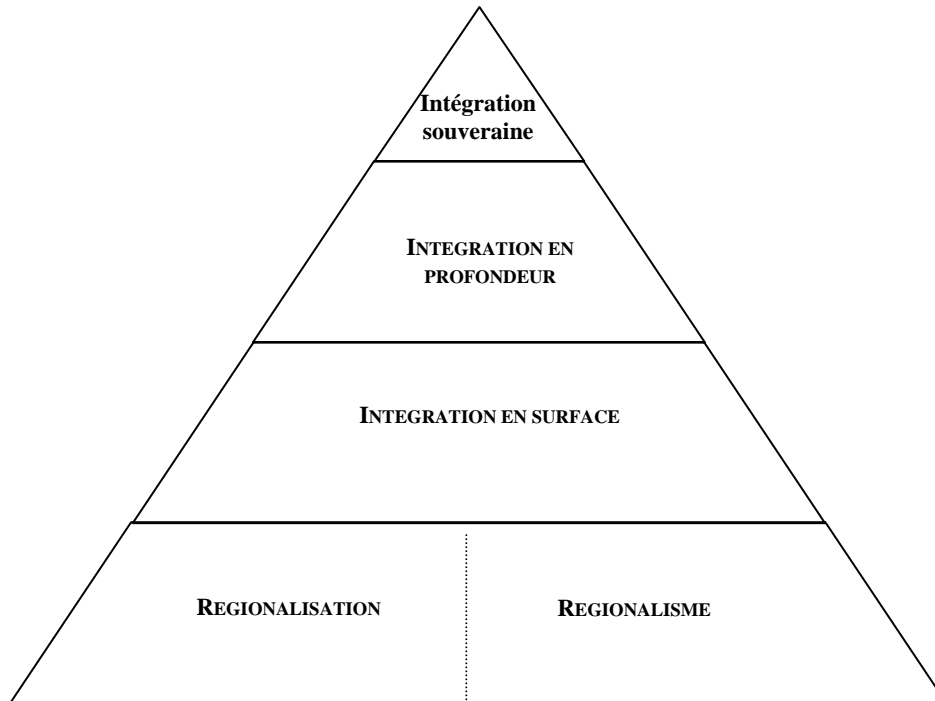 Intégration
souveraine
INTEGRATION EN
PROFONDEUR
INTEGRATION EN SURFACE
REGIONALISATION REGIONALISME